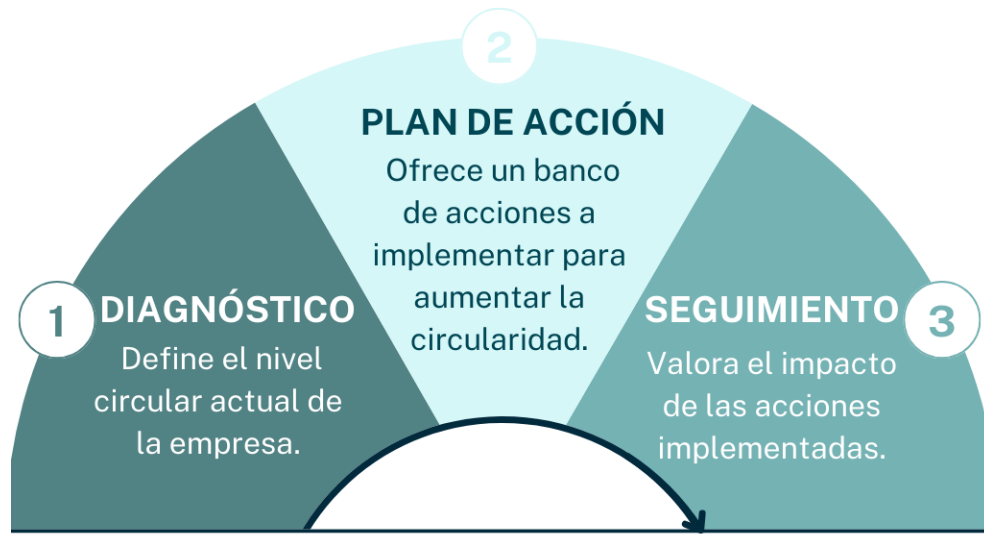 1
DIAGNÓSTICO
Define el nivel
circular actual de
la empresa.
2
PLAN DE ACCIÓN
Ofrece un banco
de acciones a
implementar para
aumentar la
circularidad.
3
SEGUIMIENTO
Valora el impacto
de las acciones
implementadas.